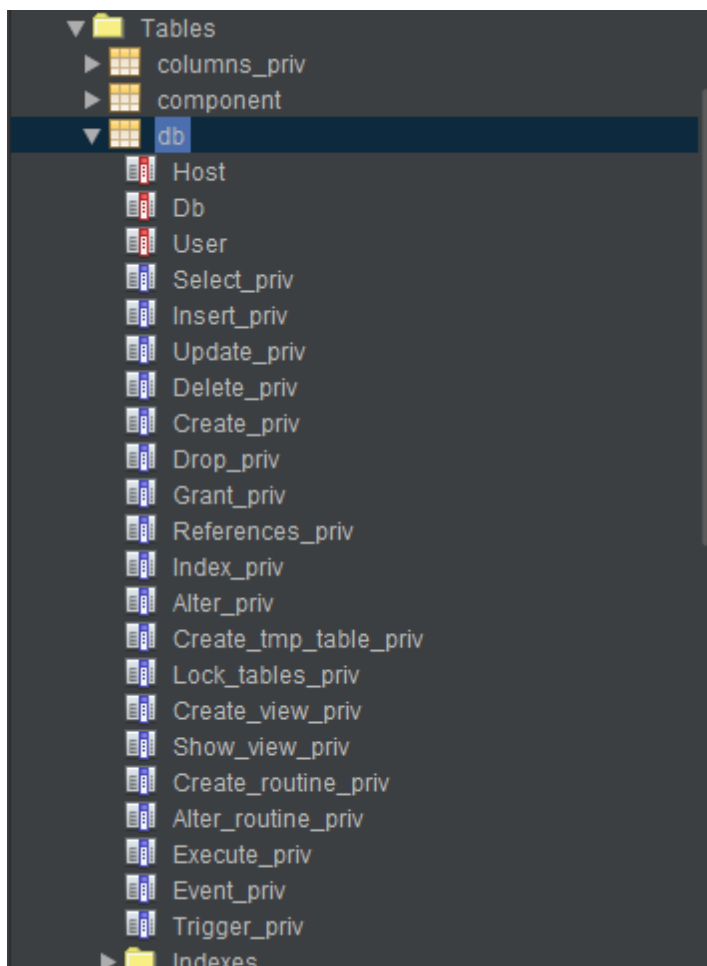 Tables
columns_priv
component
db
Host
Db
User
Select_priv
Insert_priv
Update_priv
Delete_priv
Create_priv
Drop_priv
Grant_priv
References_priv
Index_priv
Alter_priv
Create_tmp_table_priv
Lock_tables_priv
Create_view_priv
Show_view_priv
Create_routine_priv
Alter_routine_priv
Execute_priv
Event_priv
Trigger_priv
Indexes